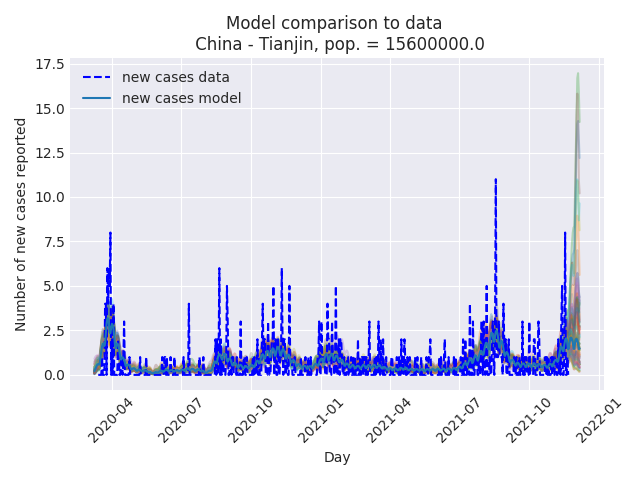 Model comparison to data
China - Tianjin, pop. = 15600000.0
17.5
15.0
12.5
10.0
7.5
5.0
2.5
0.0
Number of new cases reported
new cases data
new cases model
2020-04
2020-07
2020-10
2021-01
2021-04
2021-07
2021-10
2022-01
Day